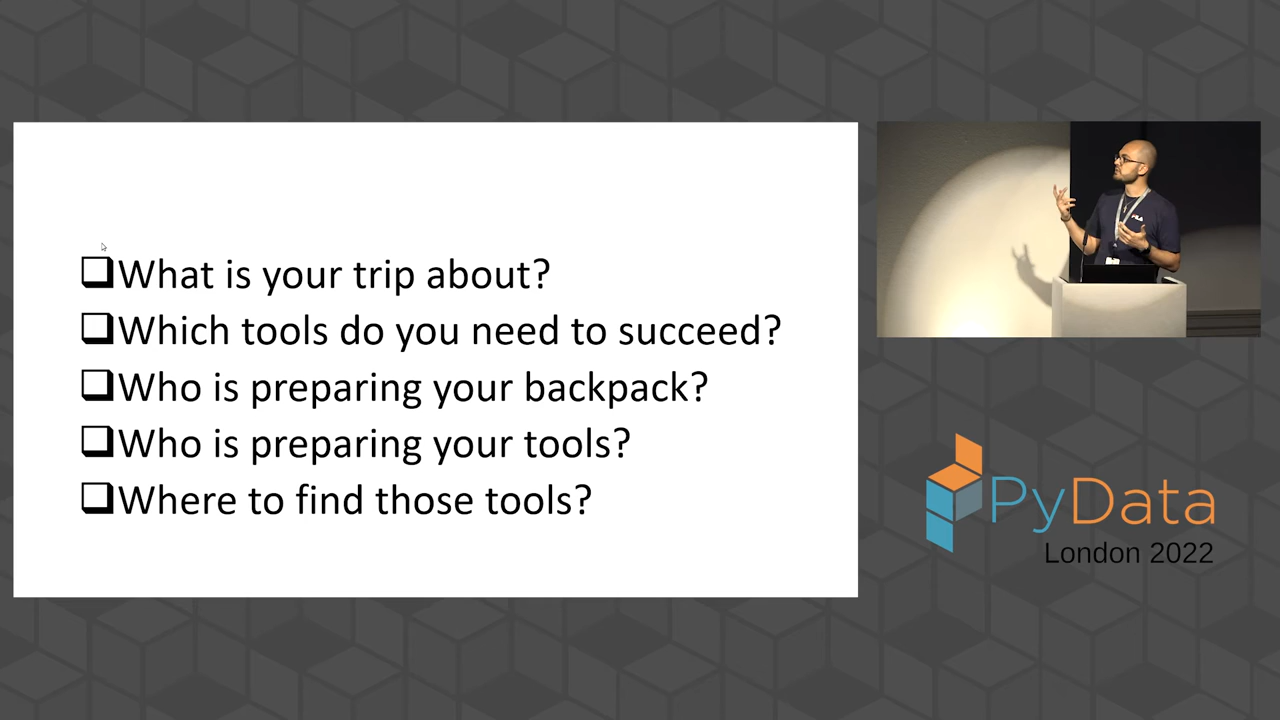 ❑What is your trip about?
❑Which tools do you need to succeed?
❑Who is preparing your backpack?
❑Who is preparing your tools?
❑Where to find those tools?
FILA
PyData
London 2022